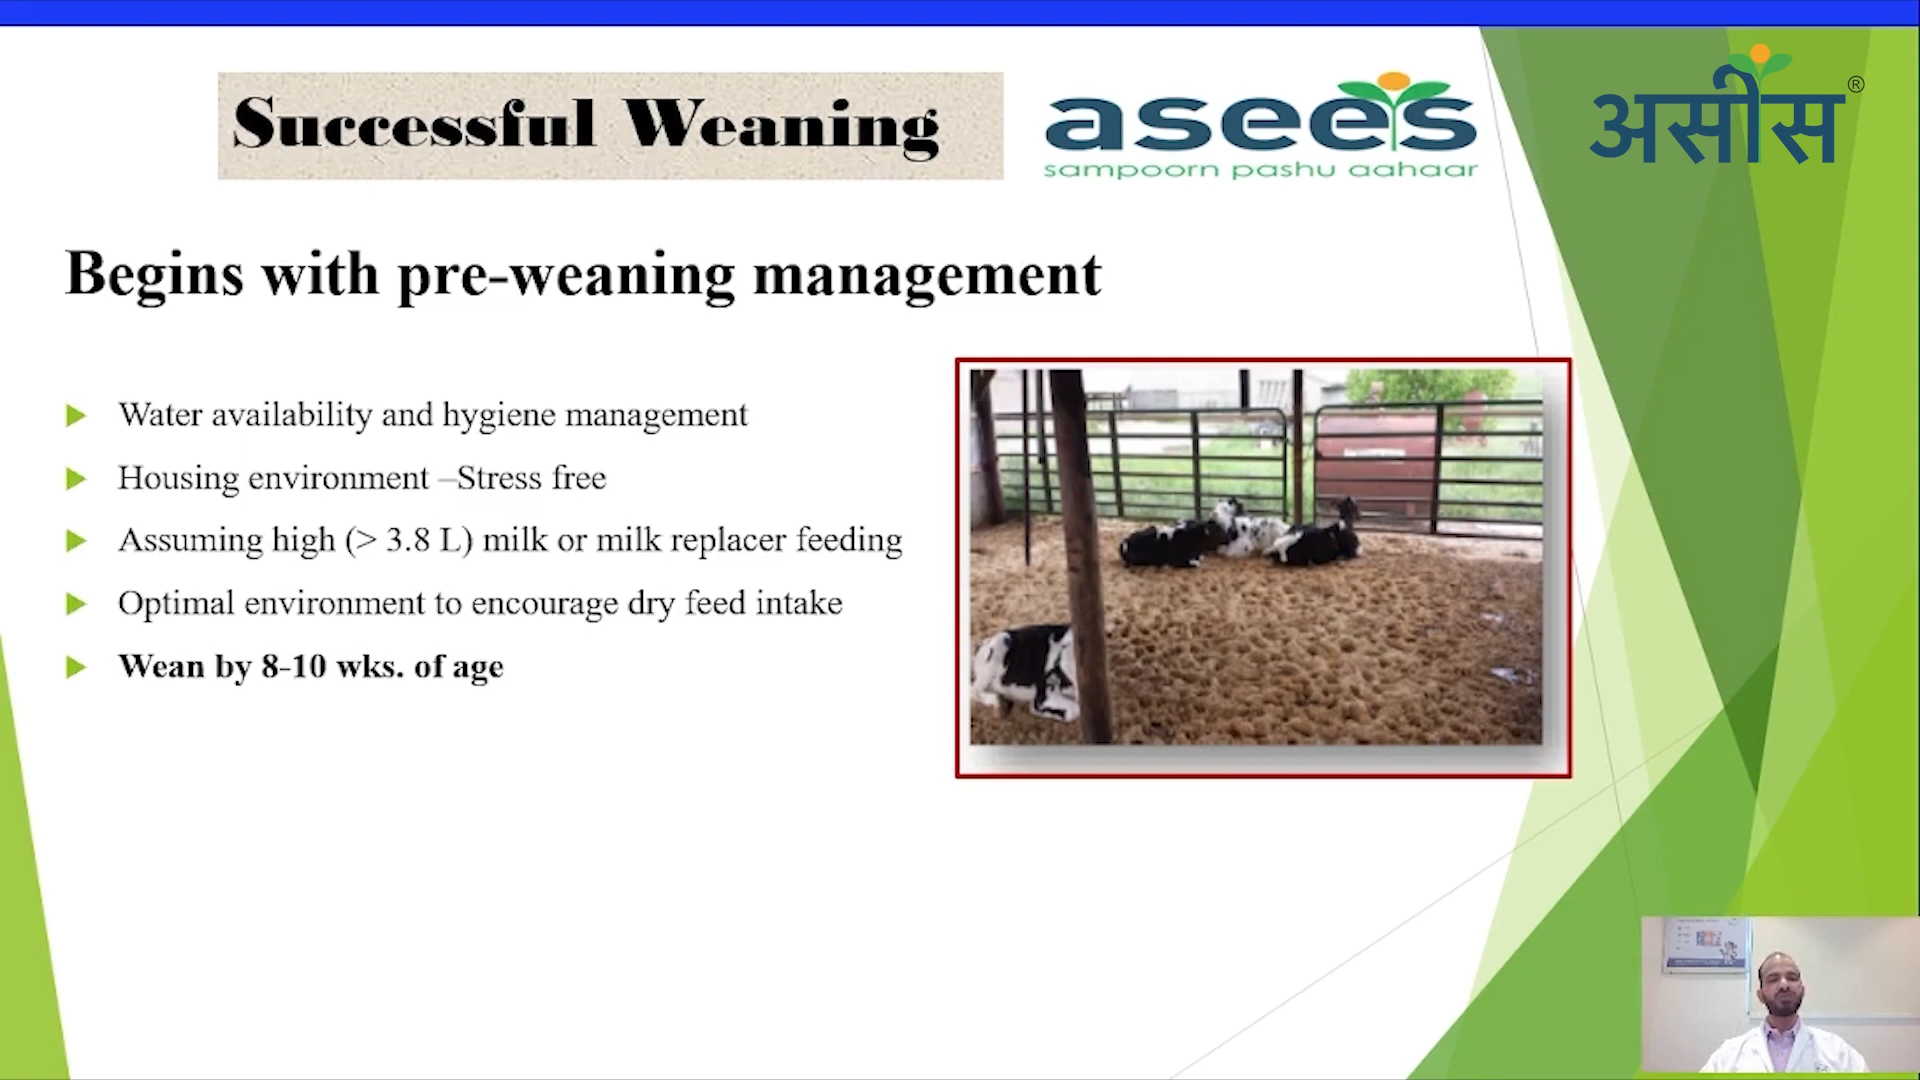 Successful Weaning
asees
sampoorn pashu aahaar
असीस®
Begins with pre-weaning management
Water availability and hygiene management
Housing environment –Stress free
Assuming high (> 3.8 L) milk or milk replacer feeding
Optimal environment to encourage dry feed intake
Wean by 8-10 wks. of age